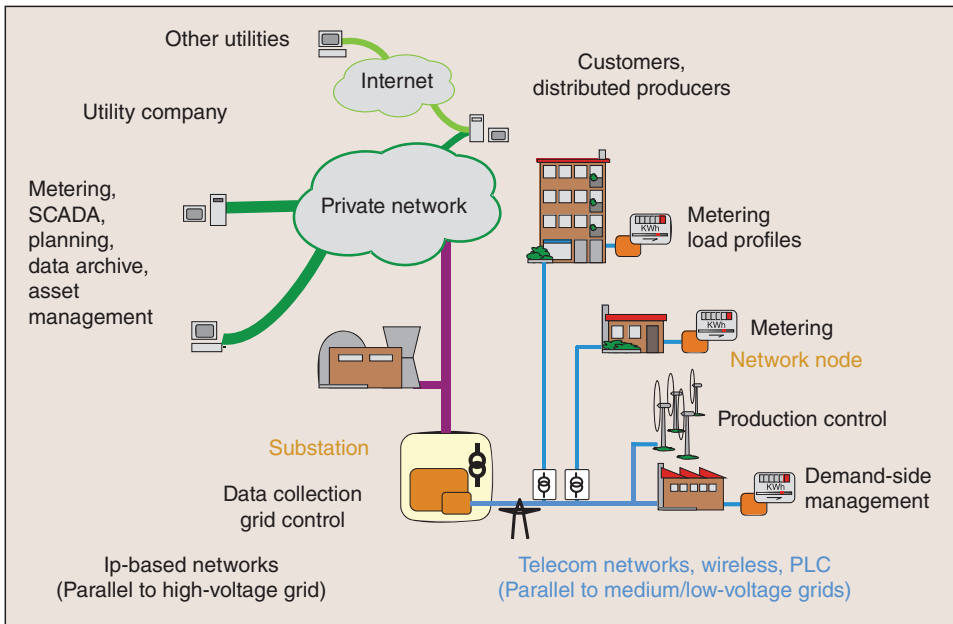 Other utilities
Internet
Customers,
distributed producers
Utility company
Metering,
SCADA,
planning,
data archive,
asset
management
Private network
KWh
Metering
load profiles
KWh
Metering
Network node
Production control
Substation
Data collection
grid control
KWh
Demand-side
management
Ip-based networks
(Parallel to high-voltage grid)
Telecom networks, wireless, PLC
(Parallel to medium/low-voltage grids)